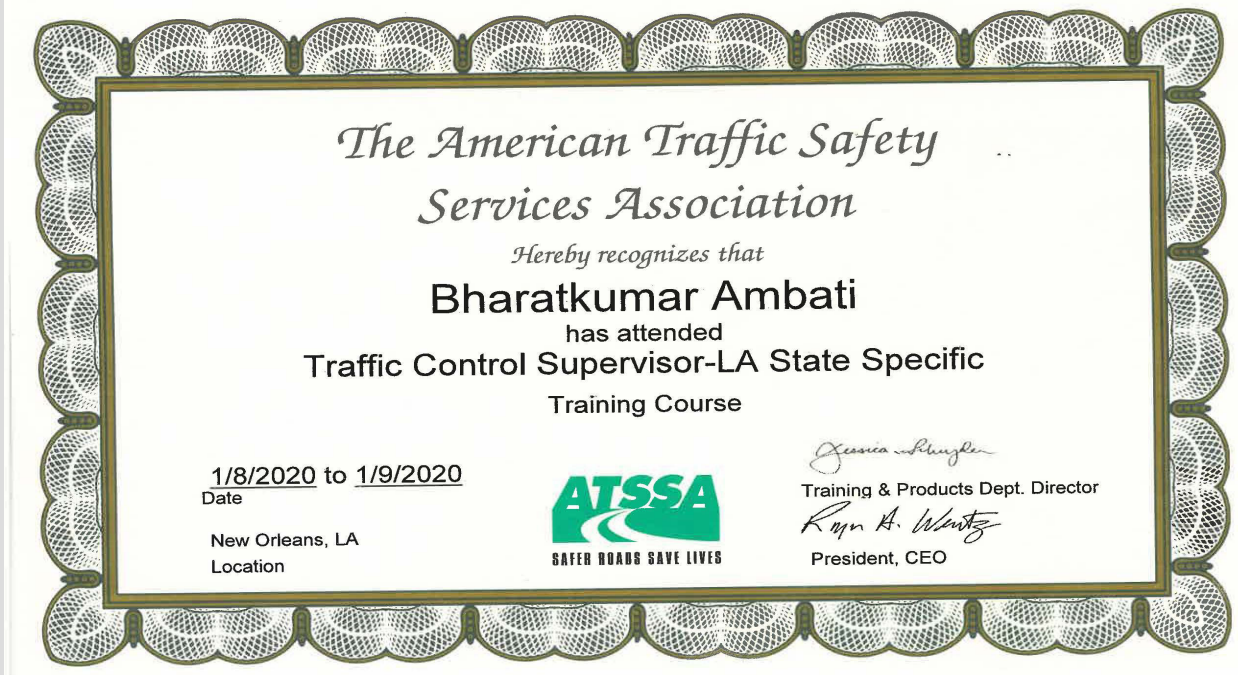 The American Traffic Safety
Services Association
Hereby recognizes that
Bharatkumar Ambati
has attended
Traffic Control Supervisor-LA State Specific
Training Course
1/8/2020 to 1/9/2020
Date
New Orleans, LA
Location
ATSSA
SAFER ROADS SAVE LIVES
Jessica
Training & Products Dept. Director
A. Wentz
President, CEO